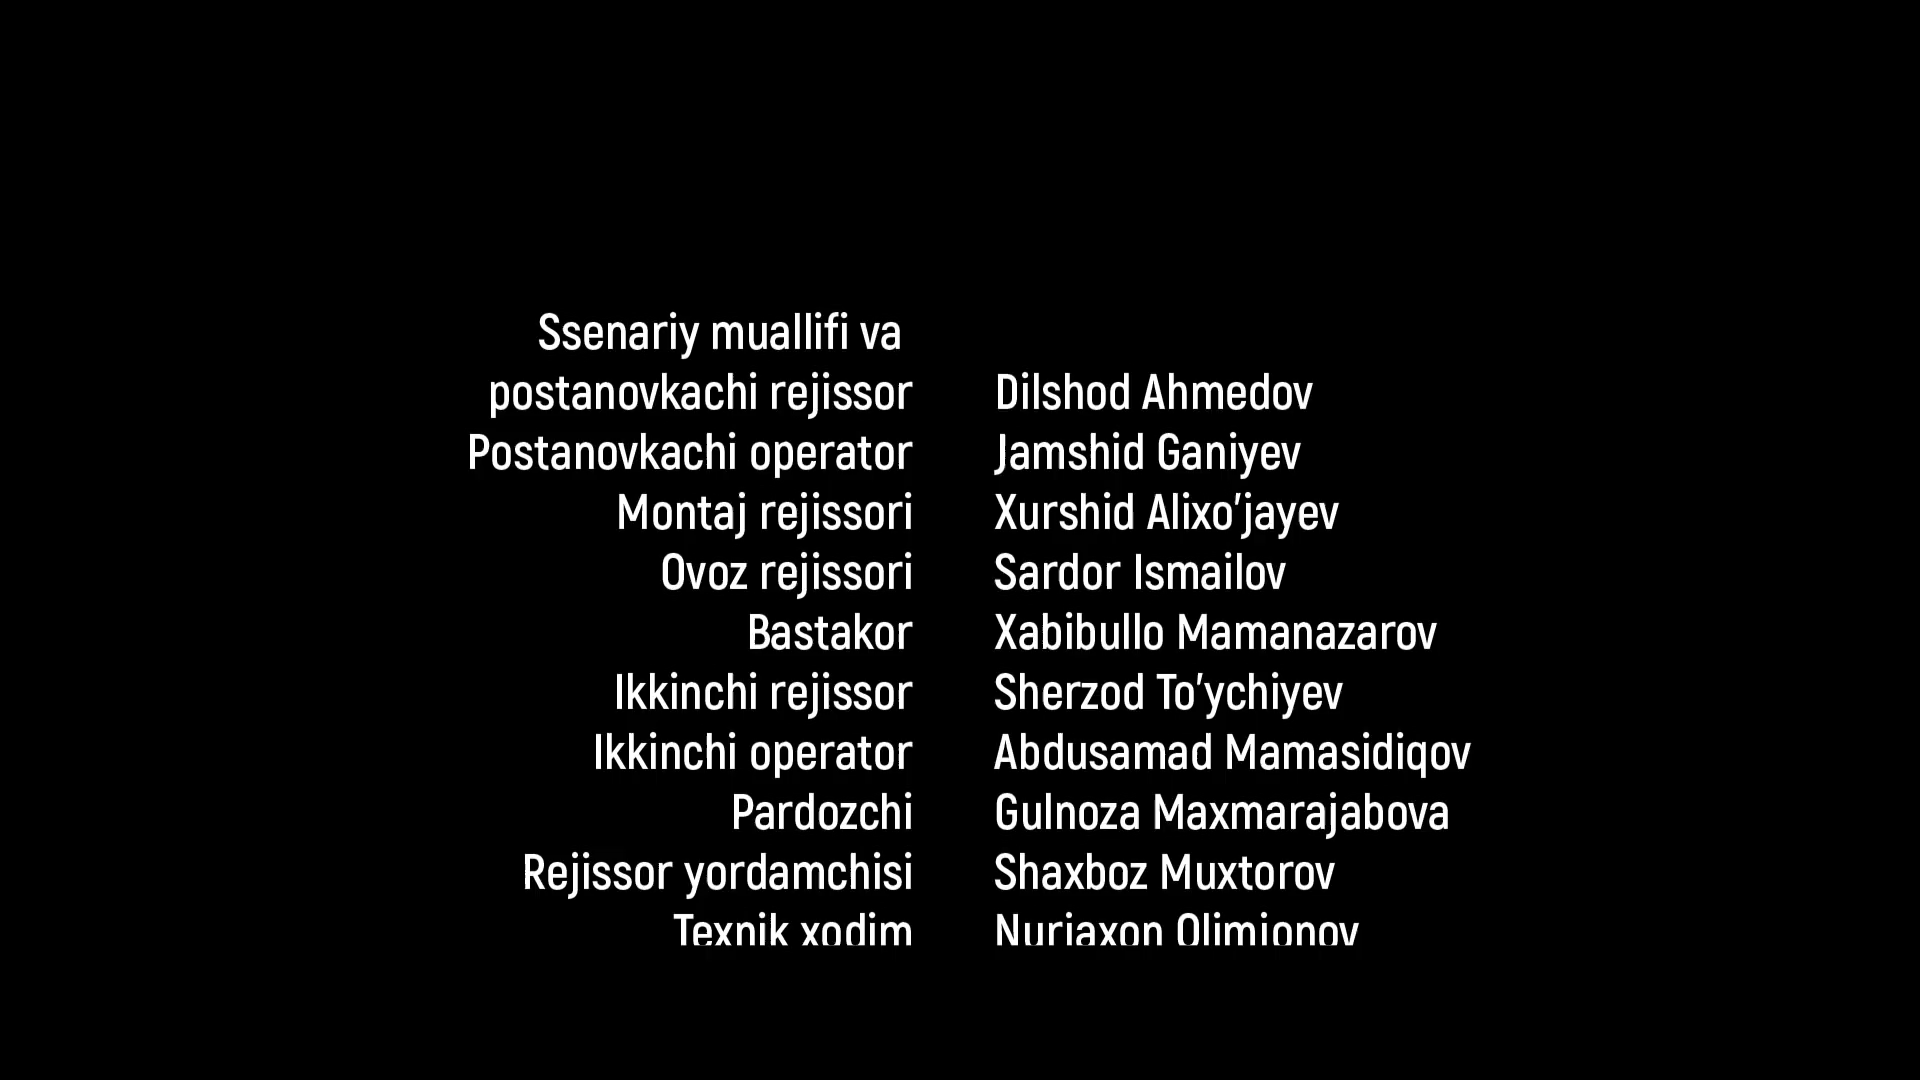 Ssenariy muallifi va
postanovkachi rejissor Dilshod Ahmedov
Postanovkachi operator Jamshid Ganiyev
Montaj rejissori Xurshid Alixo'jayev
Ovoz rejissori Sardor Ismailov
Bastakor Xabibullo Mamanazarov
Ikkinchi rejissor Sherzod To'ychiyev
Ikkinchi operator Abdusamad Mamasidiqov
Pardozchi Gulnoza Maxmarajabova
Rejissor yordamchisi Shaxboz Muxtorov
Texnik xodim Nurjaxon Olimjonov